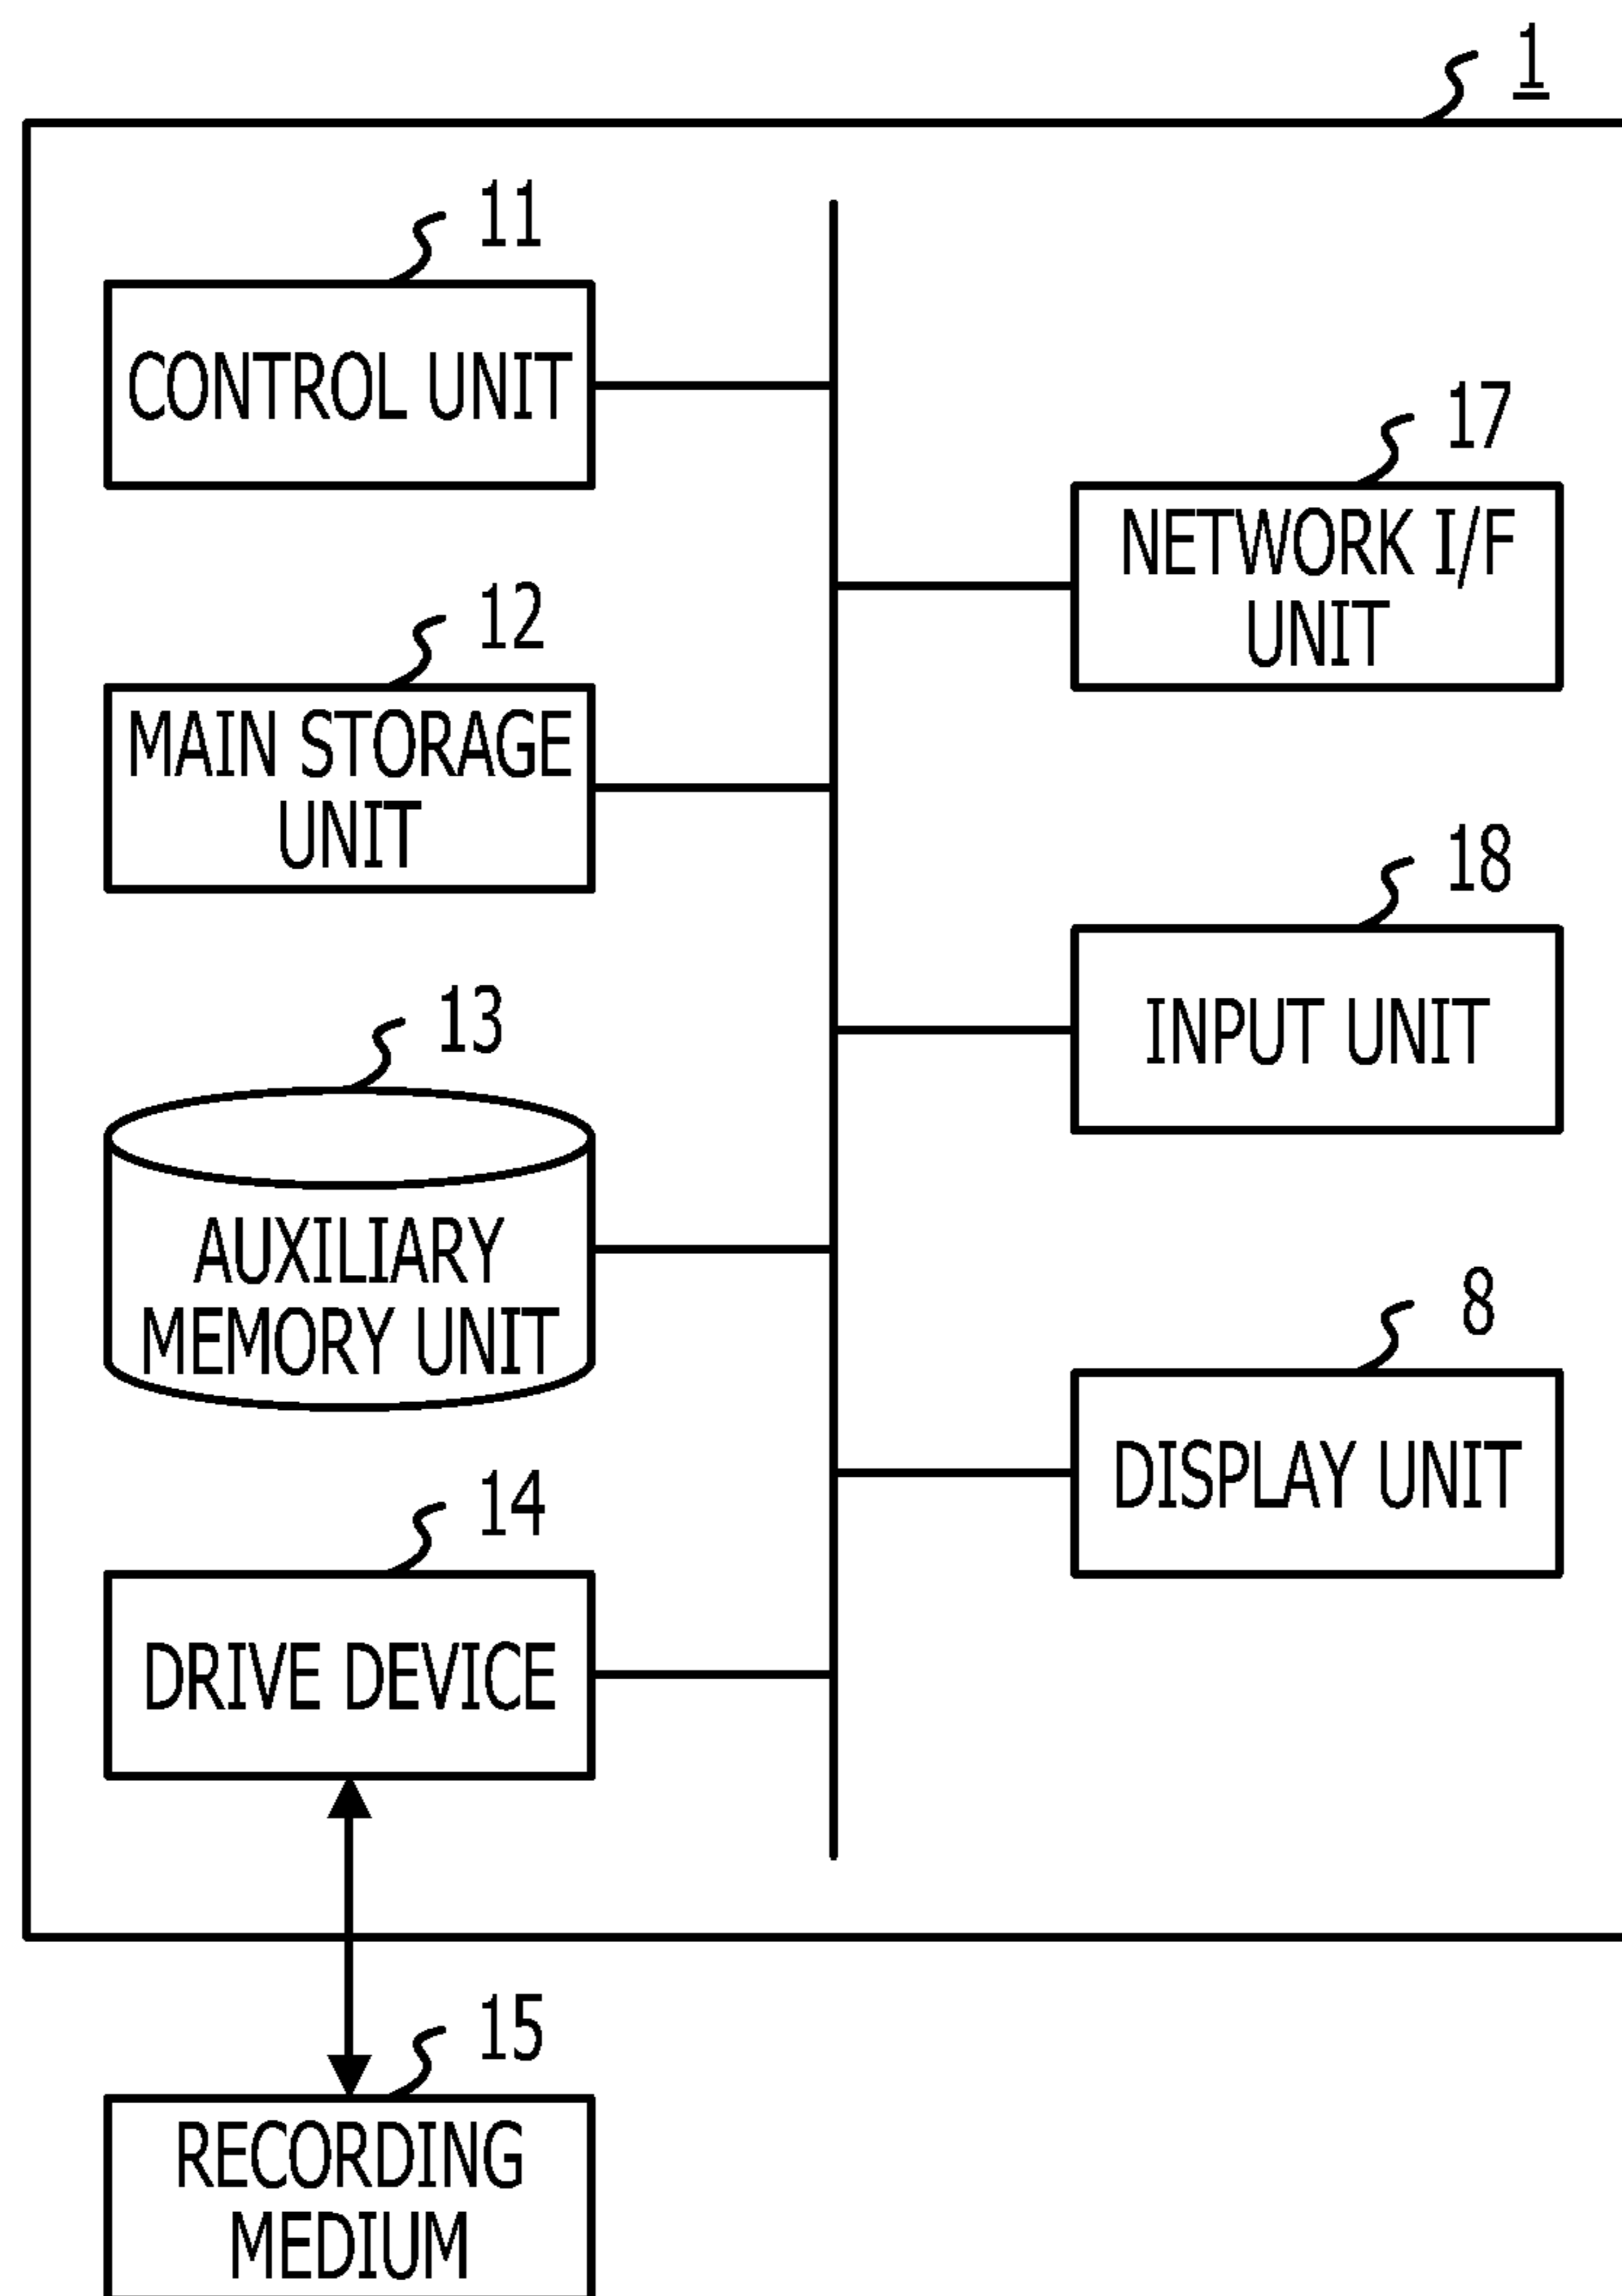 1
11
CONTROL UNIT
17
NETWORK I/F
UNIT
12
MAIN STORAGE
UNIT
18
INPUT UNIT
13
AUXILIARY
MEMORY UNIT
8
DISPLAY UNIT
14
DRIVE DEVICE
15
RECORDING
MEDIUM